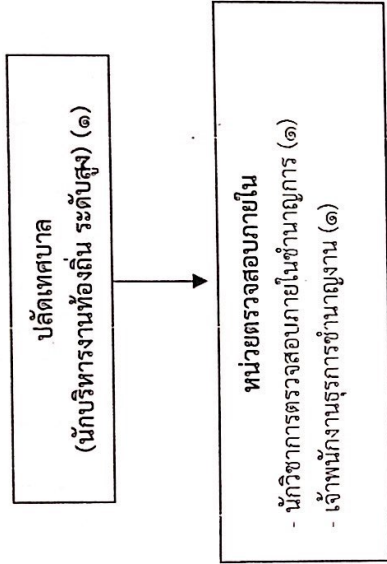 ปลัดเทศบาล
(นักบริหารงานท้องถิ่น ระดับสูง) (๑)
หน่วยตรวจสอบภายใน
- นักวิชาการตรวจสอบภายในชำนาญการ (๑)
- เจ้าพนักงานธุรการชำนาญงาน (๑)